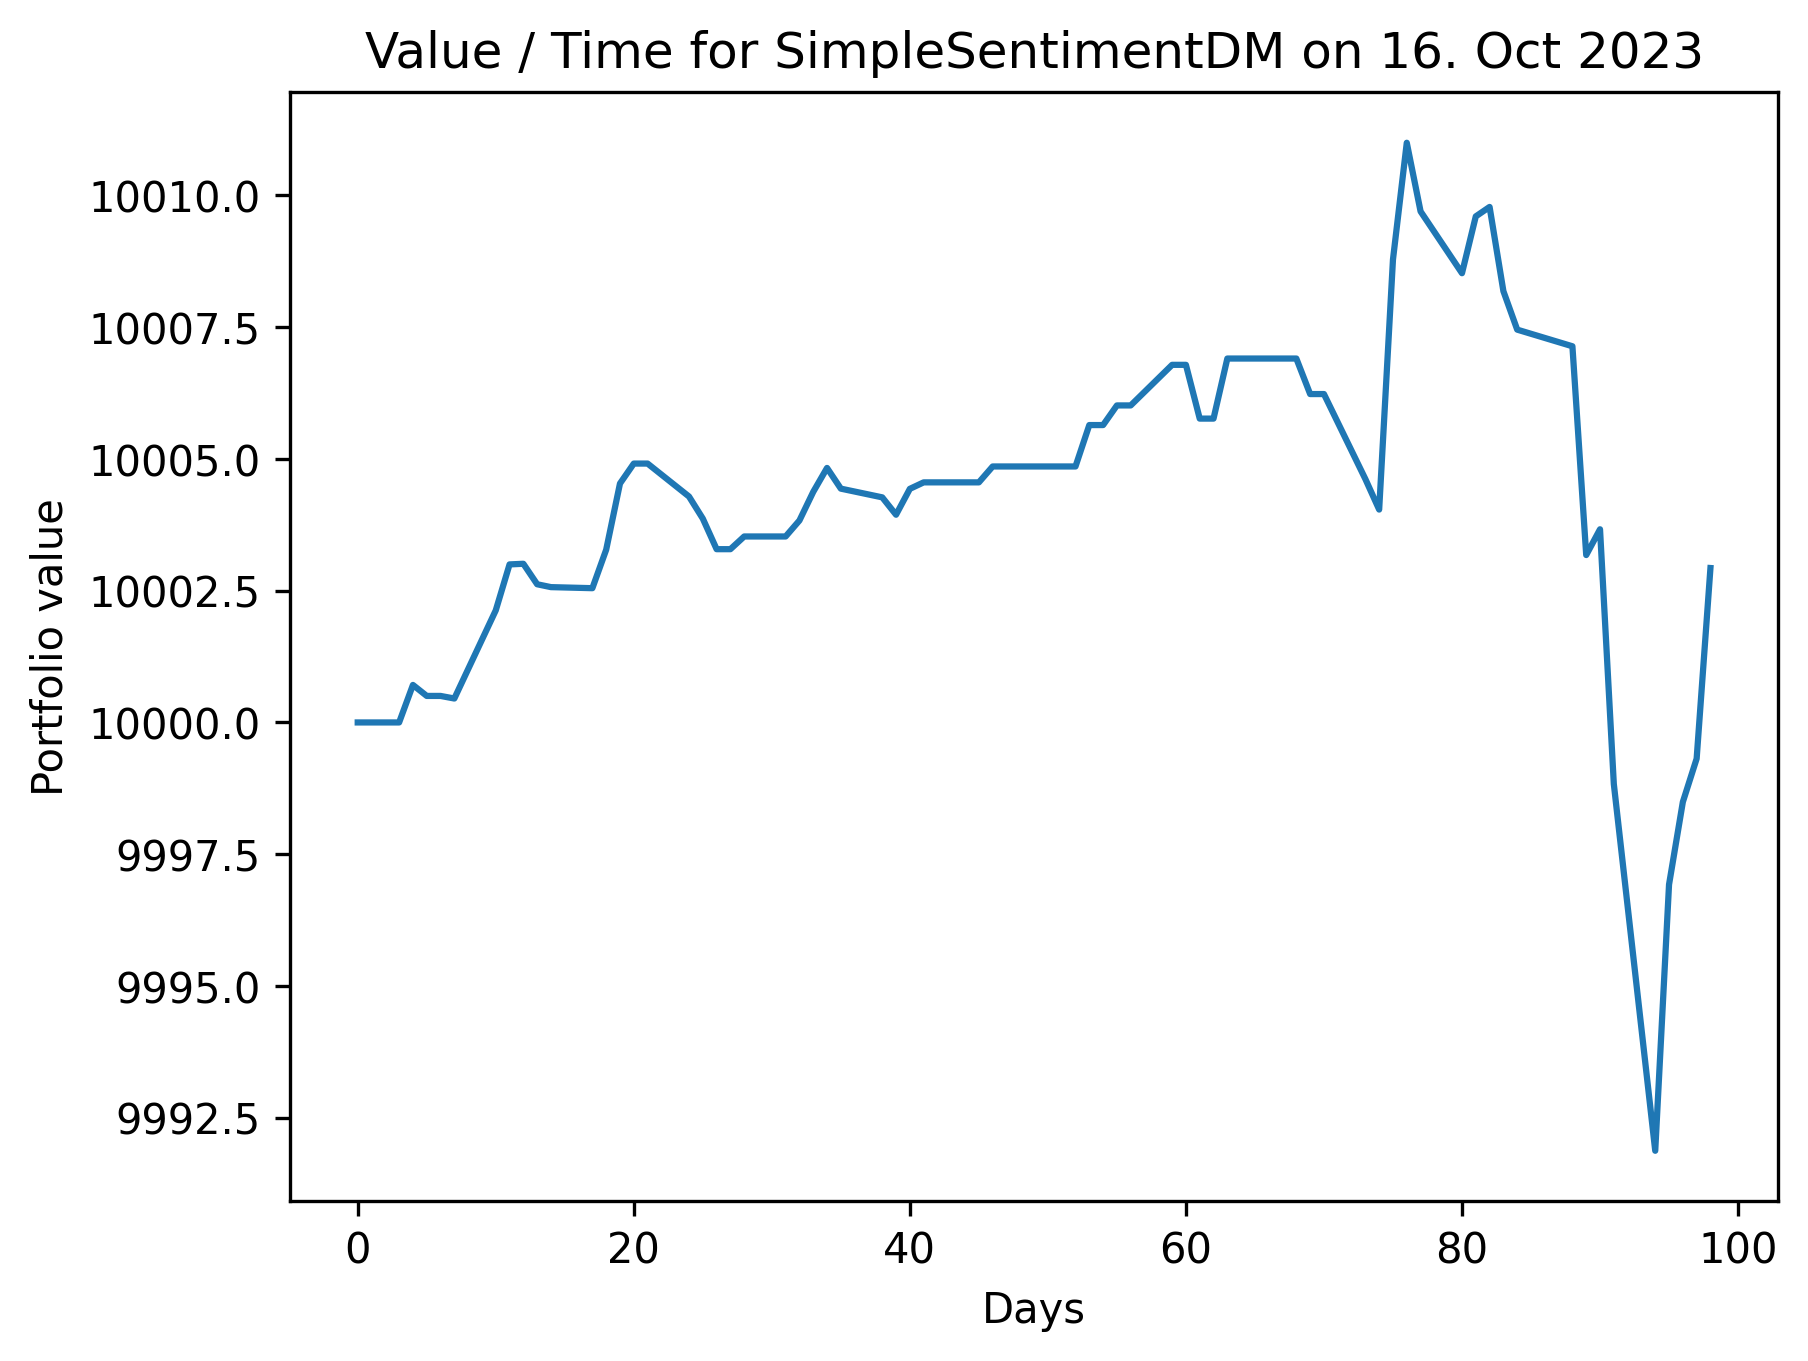 Value / Time for SimpleSentimentDM on 16. Oct 2023
Portfolio value
10010.0
10007.5
10005.0
10002.5
10000.0
9997.5
9995.0
9992.5
0 20 40 60 80 100
Days